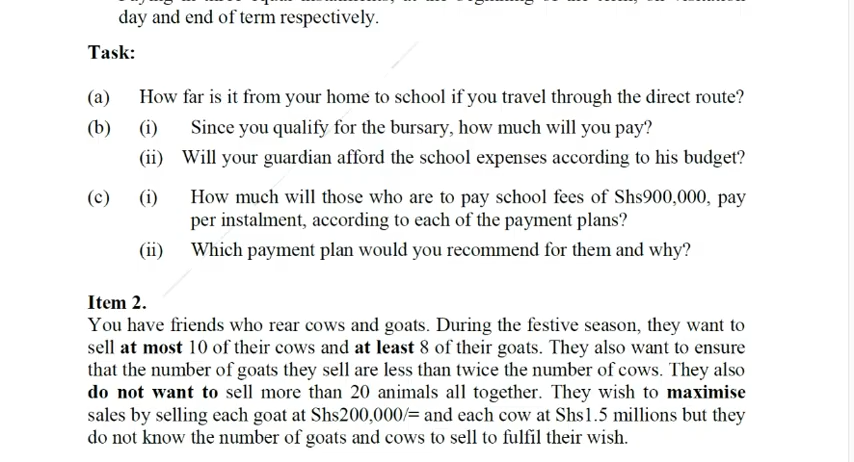 day and end of term respectively.
Task:
(a) How far is it from your home to school if you travel through the direct route?
(b) (i) Since you qualify for the bursary, how much will you pay?
(ii) Will your guardian afford the school expenses according to his budget?
(c) (i) How much will those who are to pay school fees of Shs900,000, pay
per instalment, according to each of the payment plans?
(ii) Which payment plan would you recommend for them and why?
Item 2.
You have friends who rear cows and goats. During the festive season, they want to
sell at most 10 of their cows and at least 8 of their goats. They also want to ensure
that the number of goats they sell are less than twice the number of cows. They also
do not want to sell more than 20 animals all together. They wish to maximise
sales by selling each goat at Shs200,000/= and each cow at Shs1.5 millions but they
do not know the number of goats and cows to sell to fulfil their wish.